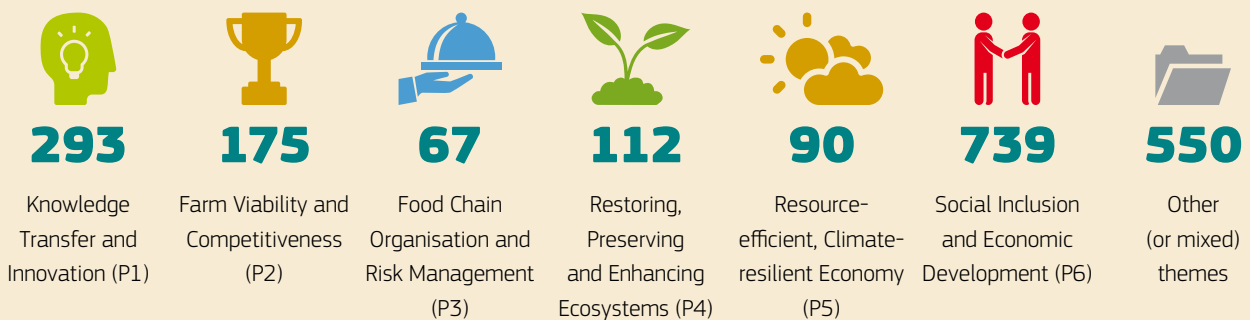 293
Knowledge
Transfer and
Innovation (P1)
175
Farm Viability and
Competitiveness
(P2)
67
Food Chain
Organisation and
Risk Management
(P3)
112
Restoring,
Preserving
and Enhancing
Ecosystems (P4)
90
Resource-
efficient, Climate-
resilient Economy
(P5)
739
Social Inclusion
and Economic
Development (P6)
550
Other
(or mixed)
themes